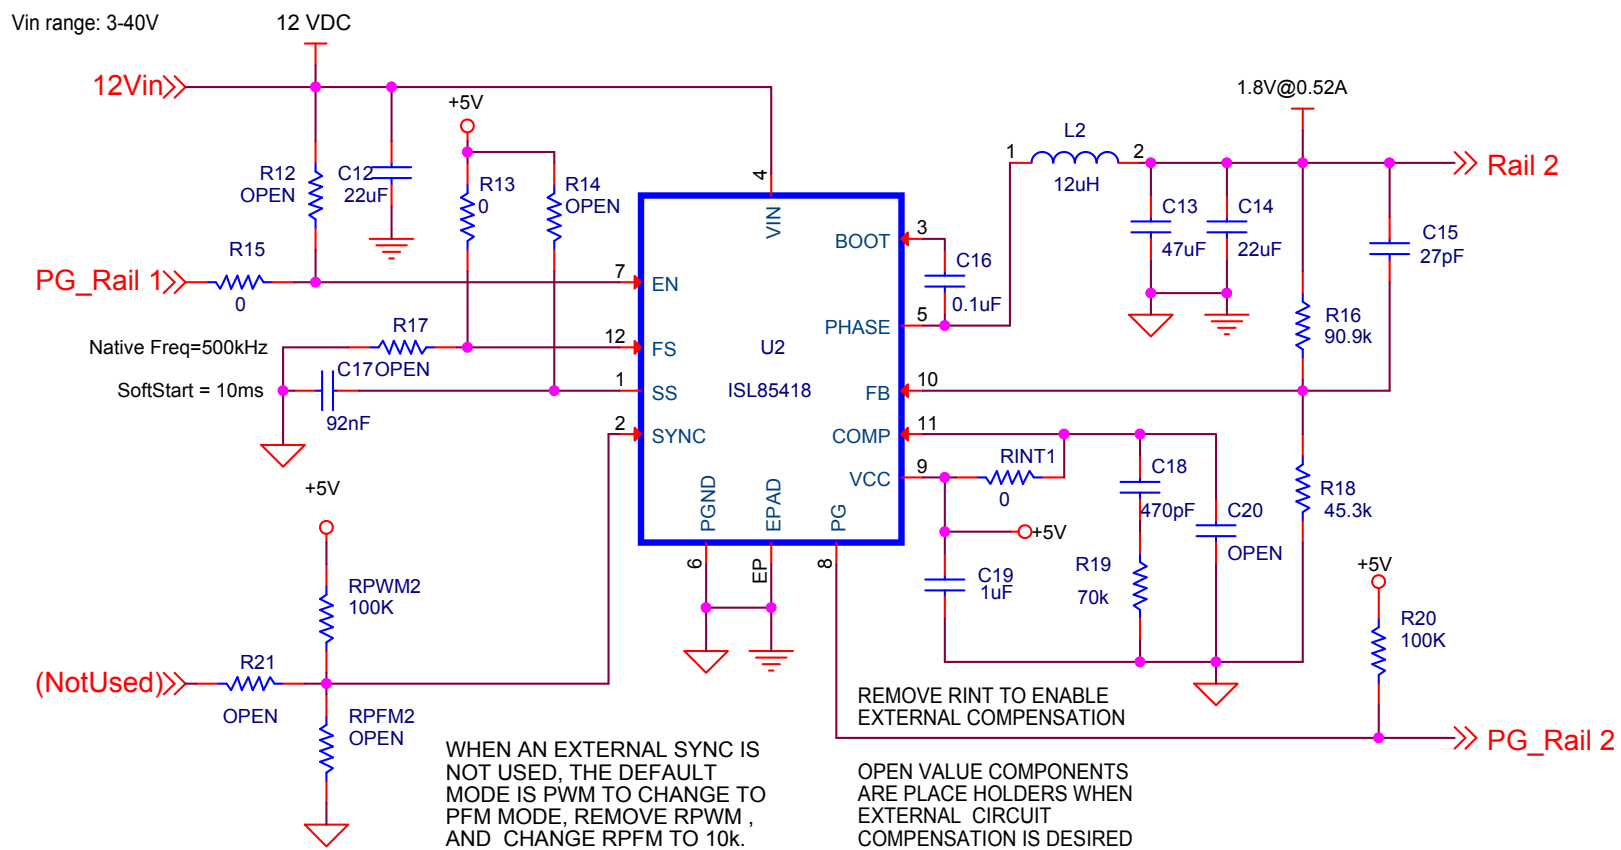 Vin range: 3-40V
12 VDC
12Vin
+5V
1.8V@0.52A
R12
OPEN
C12
22uF
R13
0
R14
OPEN
4
VIN
1
L2
2
12uH
Rail 2
C13
47uF
C14
22uF
C15
27pF
BOOT
3
C16
0.1uF
PG_Rail 1
R15
0
7
EN
PHASE
5
R16
90.9k
Native Freq=500kHz
R17
OPEN
12
FS
U2
ISL85418
SoftStart = 10ms
C17
92nF
1
SS
FB
10
2
SYNC
COMP
11
VCC
9
RINT1
0
C18
470pF
C20
OPEN
R18
45.3k
PGND
EPAD
PG
6
EP
8
+5V
+5V
C19
1uF
R19
70k
+5V
R20
100K
RPWM2
100K
(NotUsed)
R21
OPEN
RPFM2
OPEN
REMOVE RINT TO ENABLE
EXTERNAL COMPENSATION
PG_Rail 2
WHEN AN EXTERNAL SYNC IS
NOT USED, THE DEFAULT
MODE IS PWM TO CHANGE TO
PFM MODE, REMOVE RPWM ,
AND CHANGE RPFM TO 10k.
OPEN VALUE COMPONENTS
ARE PLACE HOLDERS WHEN
EXTERNAL CIRCUIT
COMPENSATION IS DESIRED